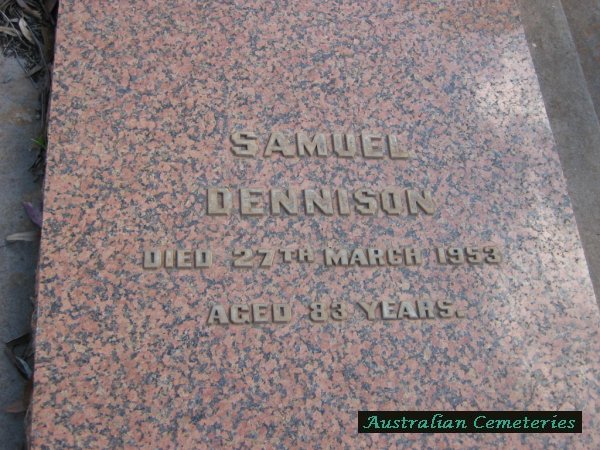 SAMUEL
DENNISON
DIED 27TH MARCH 1953
AGED 83 YEARS.
Australian Cemeteries